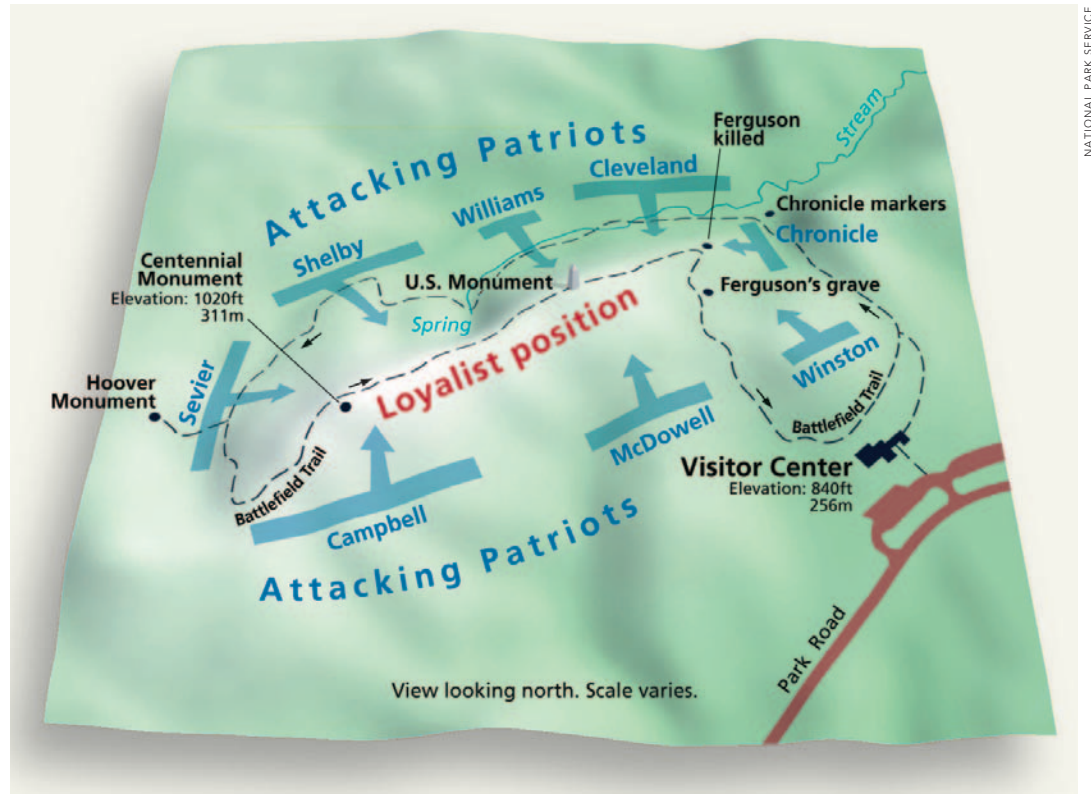 NATIONAL PARK SERVICE
Attacking Patriots
Ferguson
killed
Stream
Cleveland
Williams
Chronicle markers
Chronicle
Shelby
Centennial
Monument
Elevation: 1020ft
311m
U.S. Monument
Ferguson's grave
Spring
Loyalist position
Winston
Hoover
Monument
Sevier
McDowell
Battlefield Trail
Visitor Center
Elevation: 840ft
256m
Battlefield Trail
Campbell
Attacking Patriots
Park Road
View looking north. Scale varies.